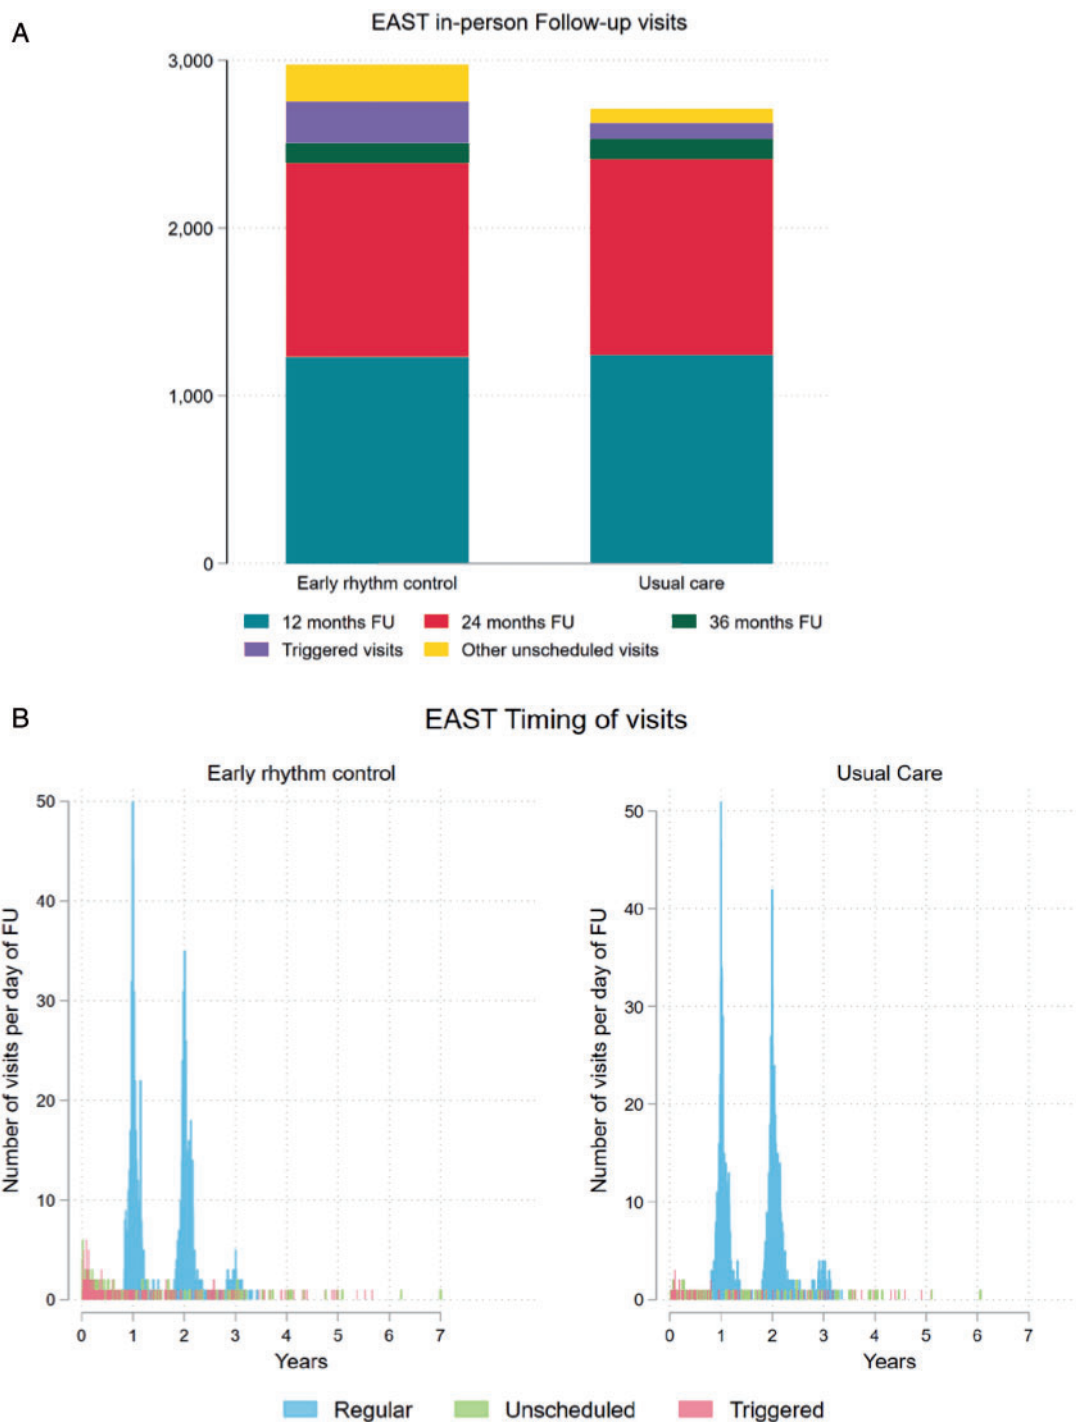 A
EAST in-person Follow-up visits
3,000
2,000
1,000
0
Early rhythm control
Usual care
12 months FU
24 months FU
36 months FU
Triggered visits
Other unscheduled visits
B
EAST Timing of visits
Early rhythm control
Number of visits per day of FU
50
40
30
20
10
0
0 1 2 3 4 5 6 7
Years
Usual Care
Number of visits per day of FU
50
40
30
20
10
0
0 1 2 3 4 5 6 7
Years
Regular
Unscheduled
Triggered